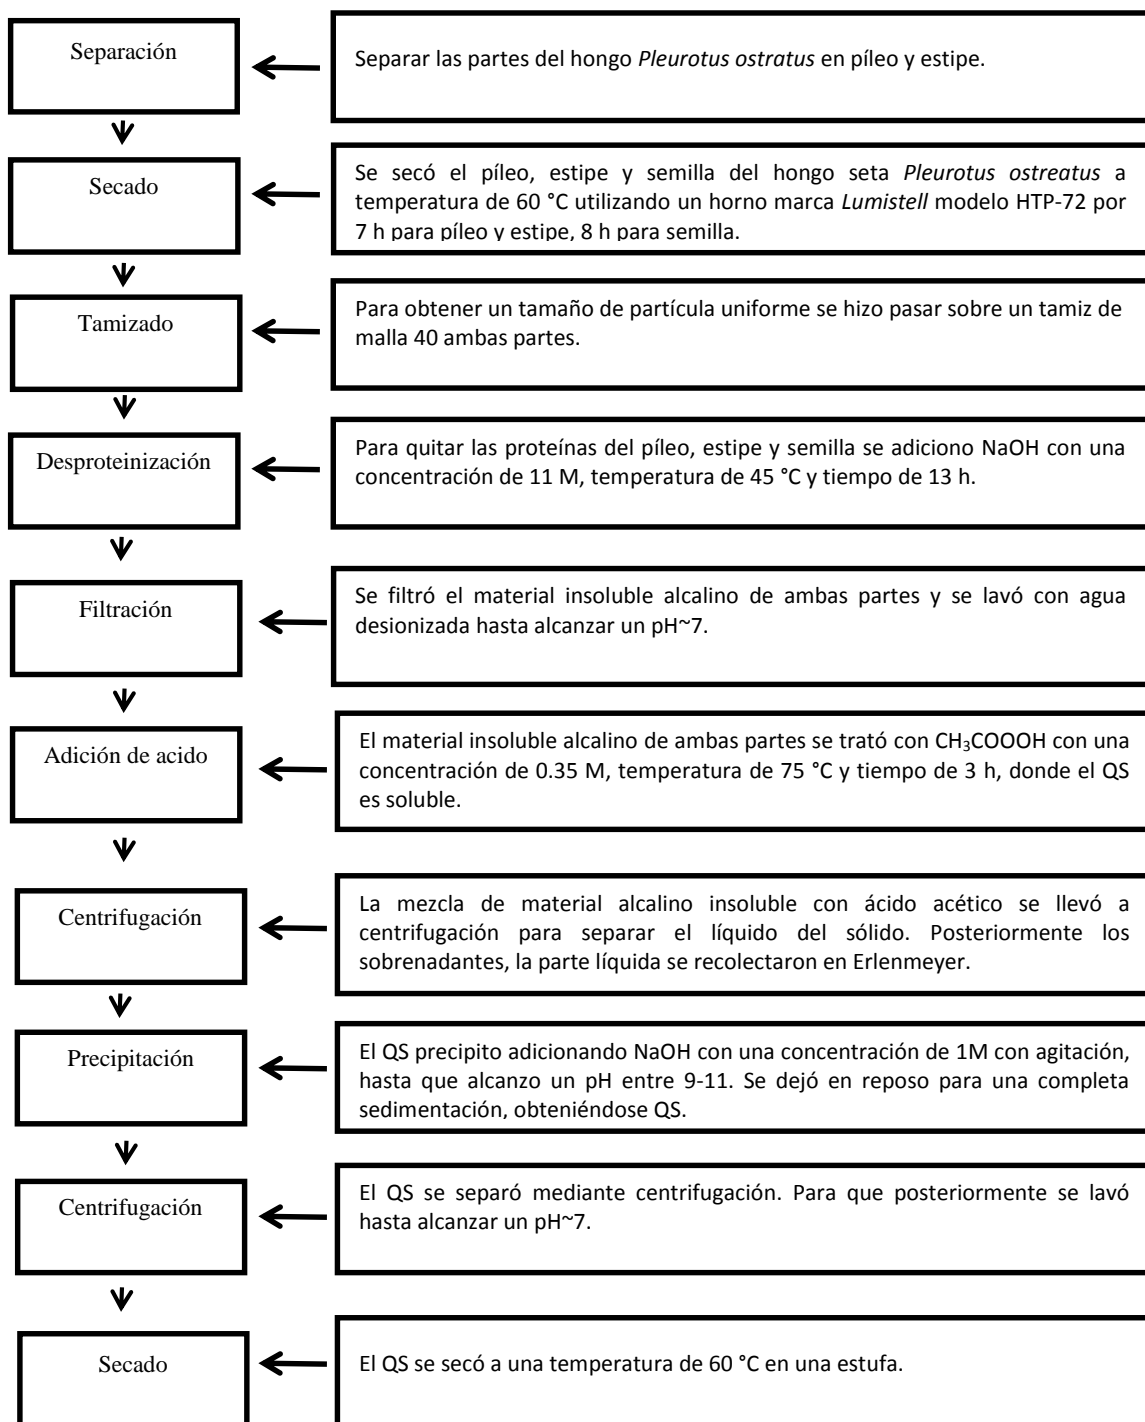 Separación
Separar las partes del hongo Pleurotus ostratus en píleo y estipe.
Secado
Se secó el píleo, estipe y semilla del hongo seta Pleurotus ostreatus a
temperatura de 60 °C utilizando un horno marca Lumistell modelo HTP-72 por
7 h para píleo y estipe, 8 h para semilla.
Tamizado
Para obtener un tamaño de partícula uniforme se hizo pasar sobre un tamiz de
malla 40 ambas partes.
Desproteinización
Para quitar las proteínas del píleo, estipe y semilla se adiciono NaOH con una
concentración de 11 M, temperatura de 45 °C y tiempo de 13 h.
Filtración
Se filtró el material insoluble alcalino de ambas partes y se lavó con agua
desionizada hasta alcanzar un pH~7.
Adición de acido
El material insoluble alcalino de ambas partes se trató con CH₃COOOH con una
concentración de 0.35 M, temperatura de 75 °C y tiempo de 3 h, donde el QS
es soluble.
Centrifugación
La mezcla de material alcalino insoluble con ácido acético se llevó a
centrifugación para separar el líquido del sólido. Posteriormente los
sobrenadantes, la parte líquida se recolectaron en Erlenmeyer.
Precipitación
El QS precipito adicionando NaOH con una concentración de 1M con agitación,
hasta que alcanzo un pH entre 9-11. Se dejó en reposo para una completa
sedimentación, obteniéndose QS.
Centrifugación
El QS se separó mediante centrifugación. Para que posteriormente se lavó
hasta alcanzar un pH~7.
Secado
El QS se secó a una temperatura de 60 °C en una estufa.